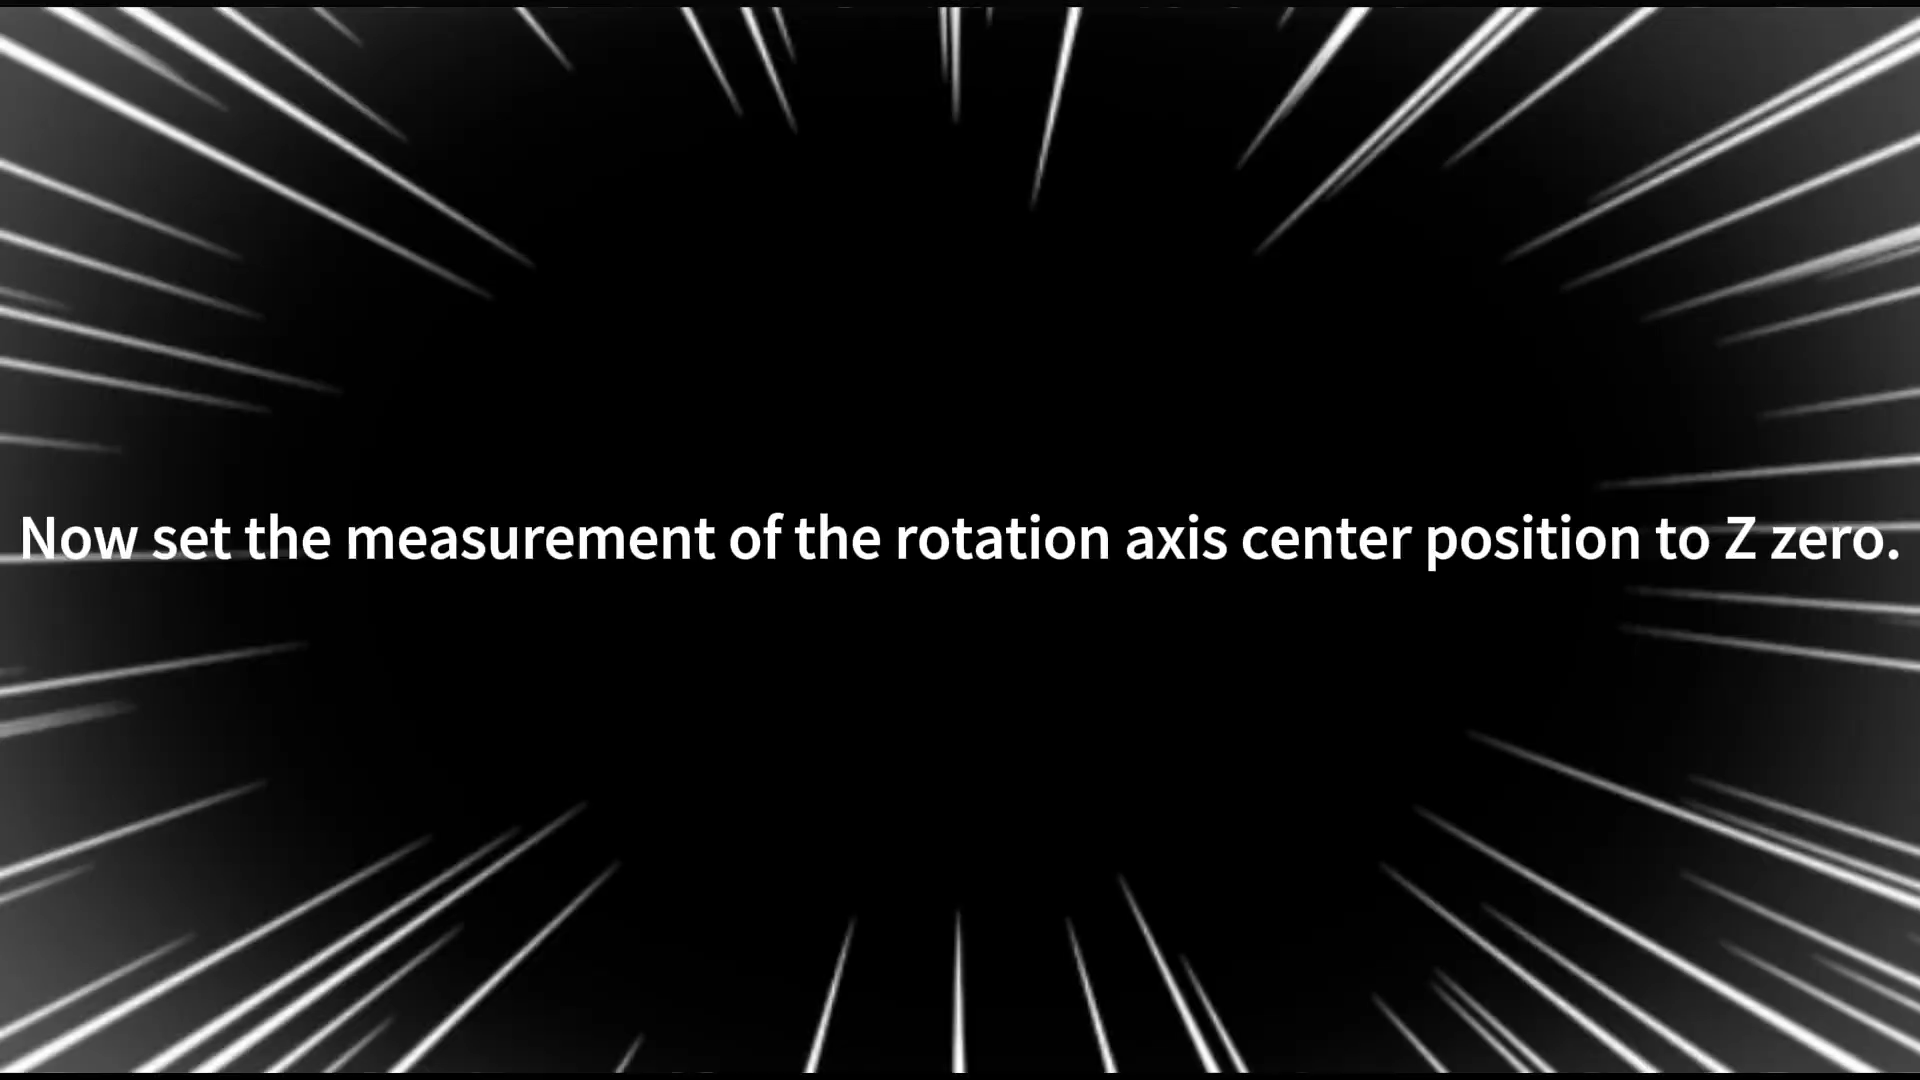 Now set the measurement of the rotation axis center position to Z zero.